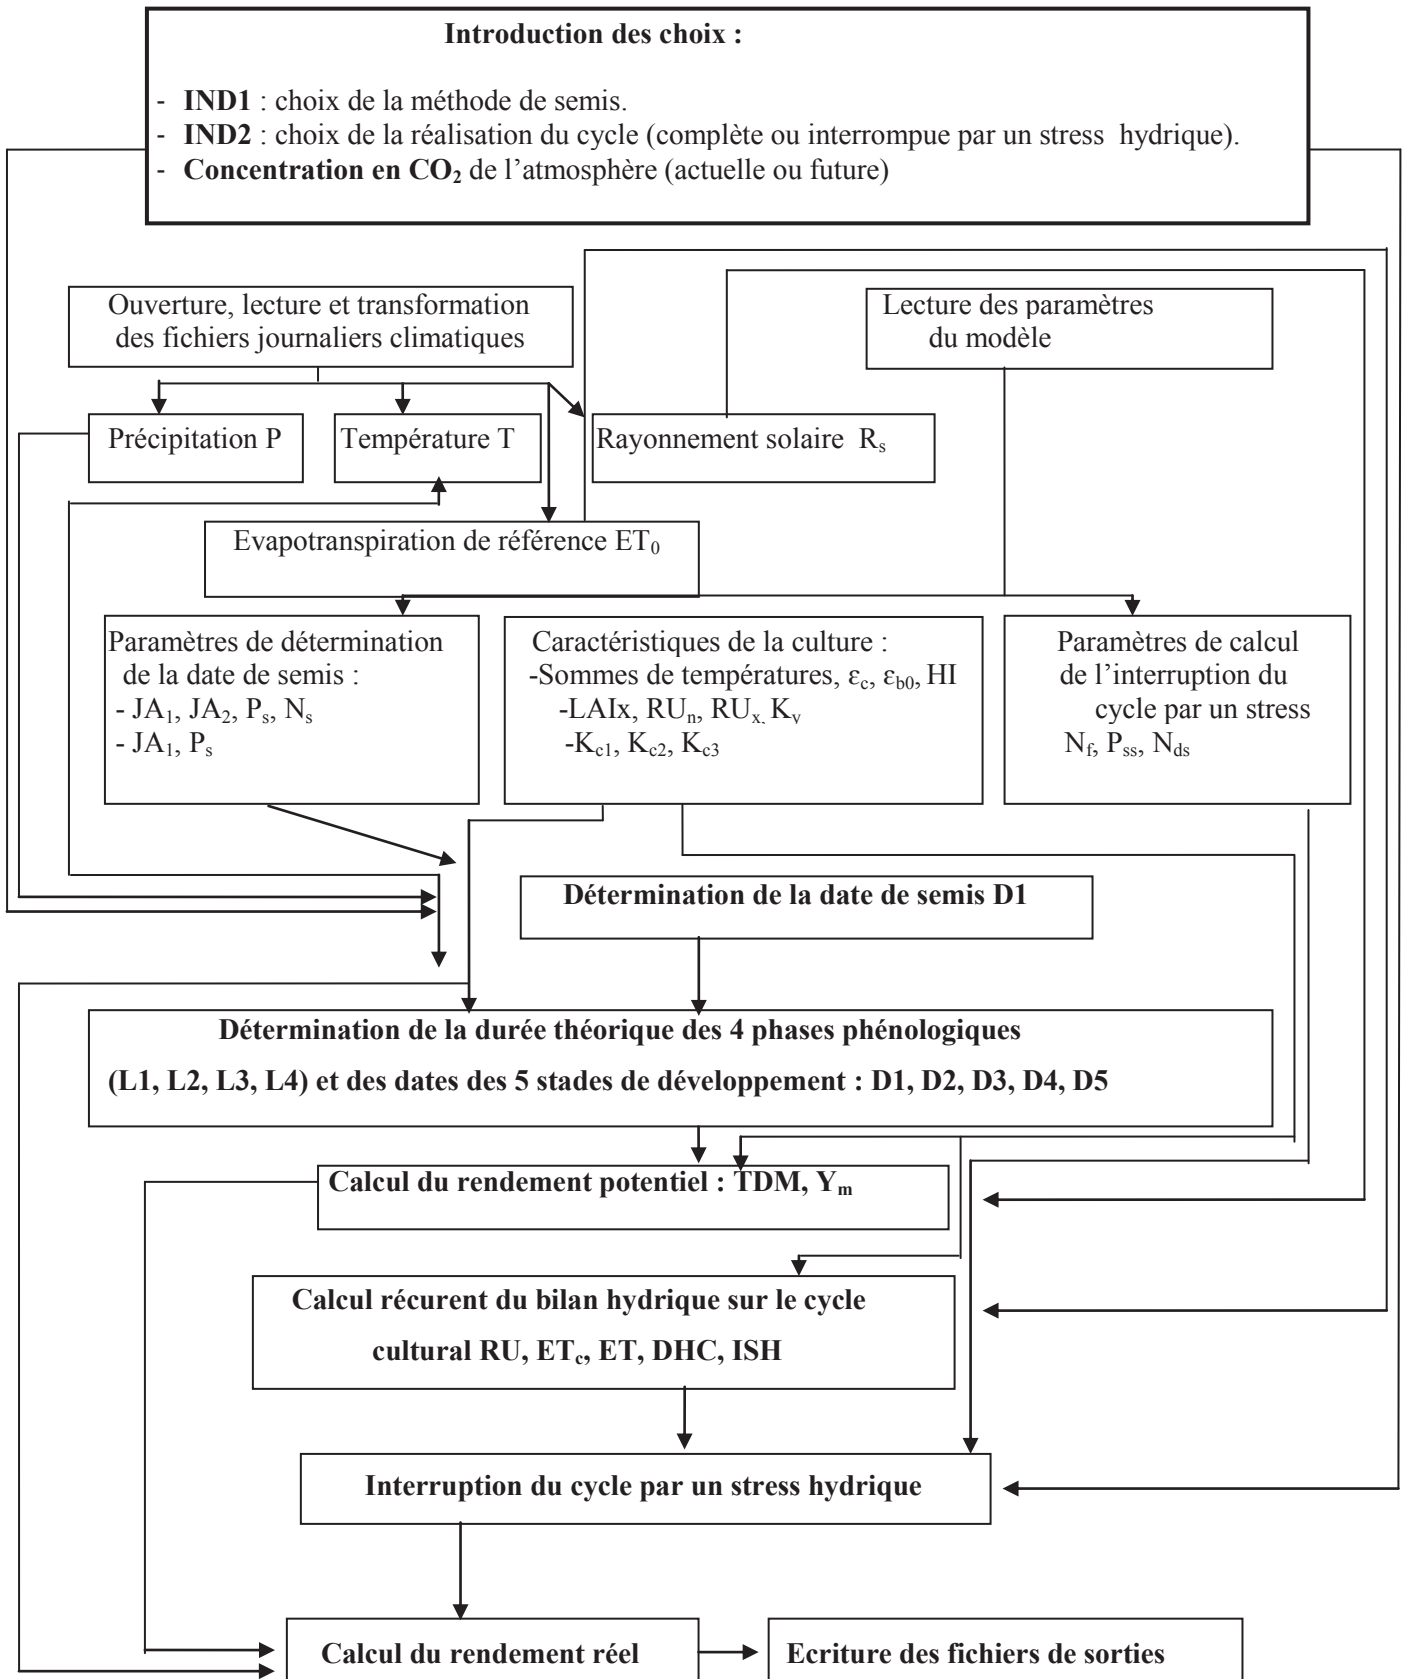 Introduction des choix :
- IND1 : choix de la méthode de semis.
- IND2 : choix de la réalisation du cycle (complète ou interrompue par un stress hydrique).
- Concentration en CO₂ de l’atmosphère (actuelle ou future)
Ouverture, lecture et transformation
des fichiers journaliers climatiques
Lecture des paramètres
du modèle
Précipitation P
Température T
Rayonnement solaire Rₛ
Evapotranspiration de référence ET₀
Paramètres de détermination
de la date de semis :
- JA₁, JA₂, Pₛ, Nₛ
- JA₁, Pₛ
Caractéristiques de la culture :
-Sommes de températures, εc, εb0, HI
-LAIx, RUn, RUx, Kv
-Kc1, Kc2, Kc3
Paramètres de calcul
de l’interruption du
cycle par un stress
Nf, Pss, Nds
Détermination de la date de semis D1
Détermination de la durée théorique des 4 phases phénologiques
(L1, L2, L3, L4) et des dates des 5 stades de développement : D1, D2, D3, D4, D5
Calcul du rendement potentiel : TDM, Ym
Calcul récurent du bilan hydrique sur le cycle
cultural RU, ETc, ET, DHC, ISH
Interruption du cycle par un stress hydrique
Calcul du rendement réel
Ecriture des fichiers de sorties